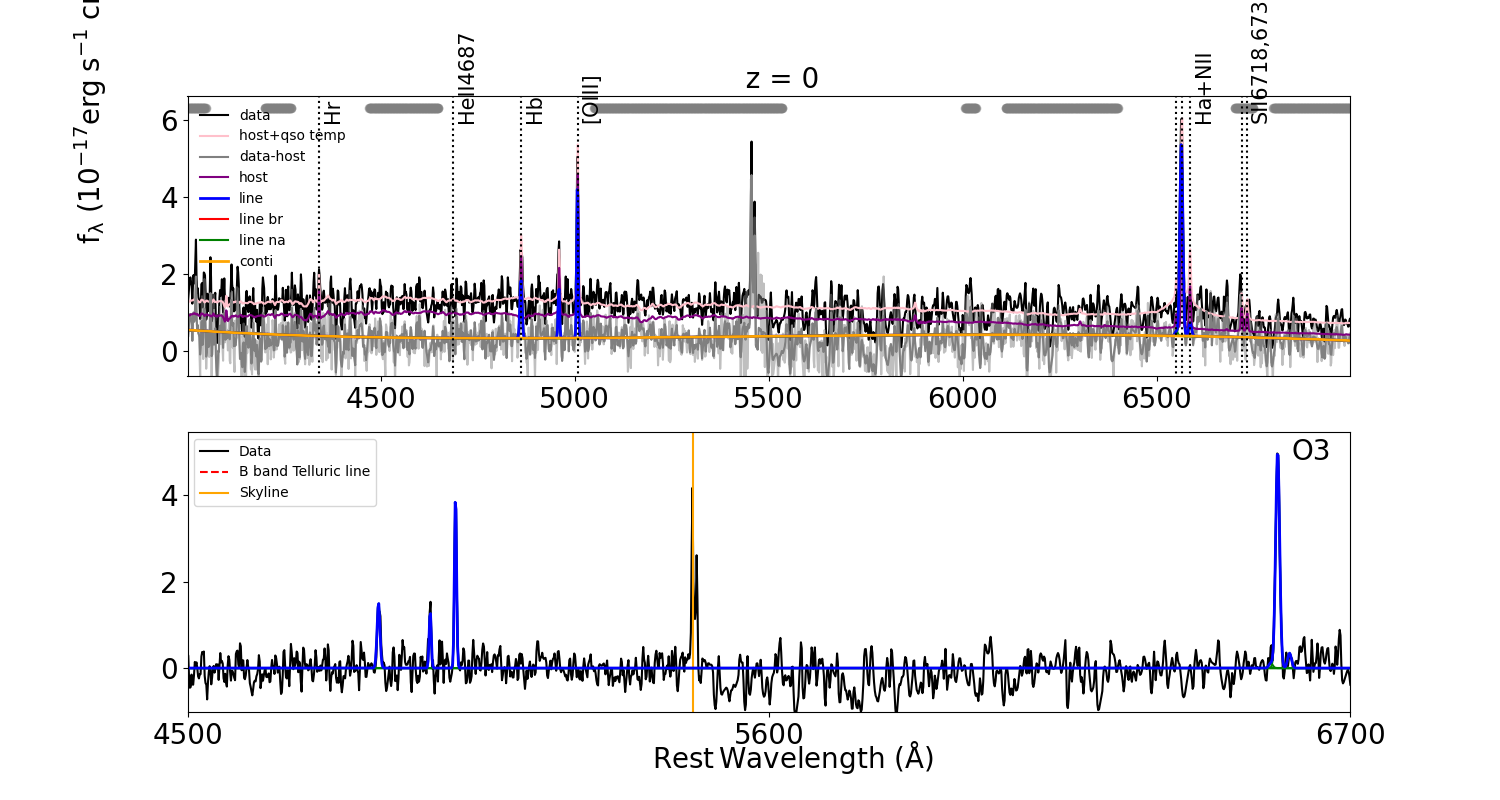 z = 0
f_λ (10^−17 erg s^−1 c
6
4
2
0
data
host+qso temp
data-host
host
line
line br
line na
conti
Hr
HeII4687
Hb
[OIII]
Ha+NII
SII6718,673
4500
5000
5500
6000
6500
4
2
0
Data
B band Telluric line
Skyline
O3
4500
5600
6700
Rest Wavelength (Å)